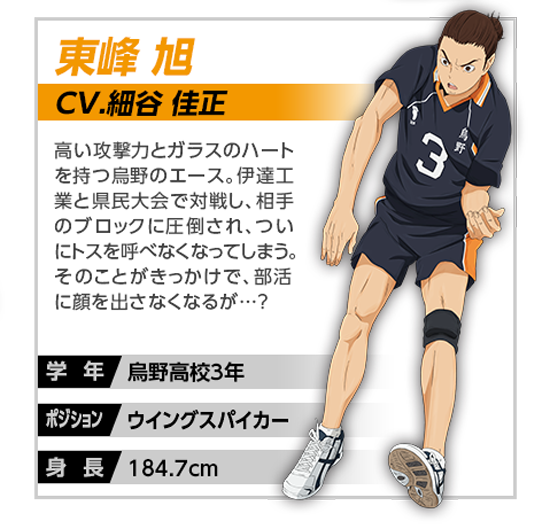 東峰 旭
CV.細谷 佳正
高い攻撃力とガラスのハート
を持つ烏野のエース。伊達工
業と県民大会で対戦し、相手
のブロックに圧倒され、つい
にトスを呼べなくなってしまう。
そのことがきっかけで、部活
に顔を出さなくなるが…?
学 年 烏野高校3年
ポジション ウイングスパイカー
身 長 184.7cm
烏野
3